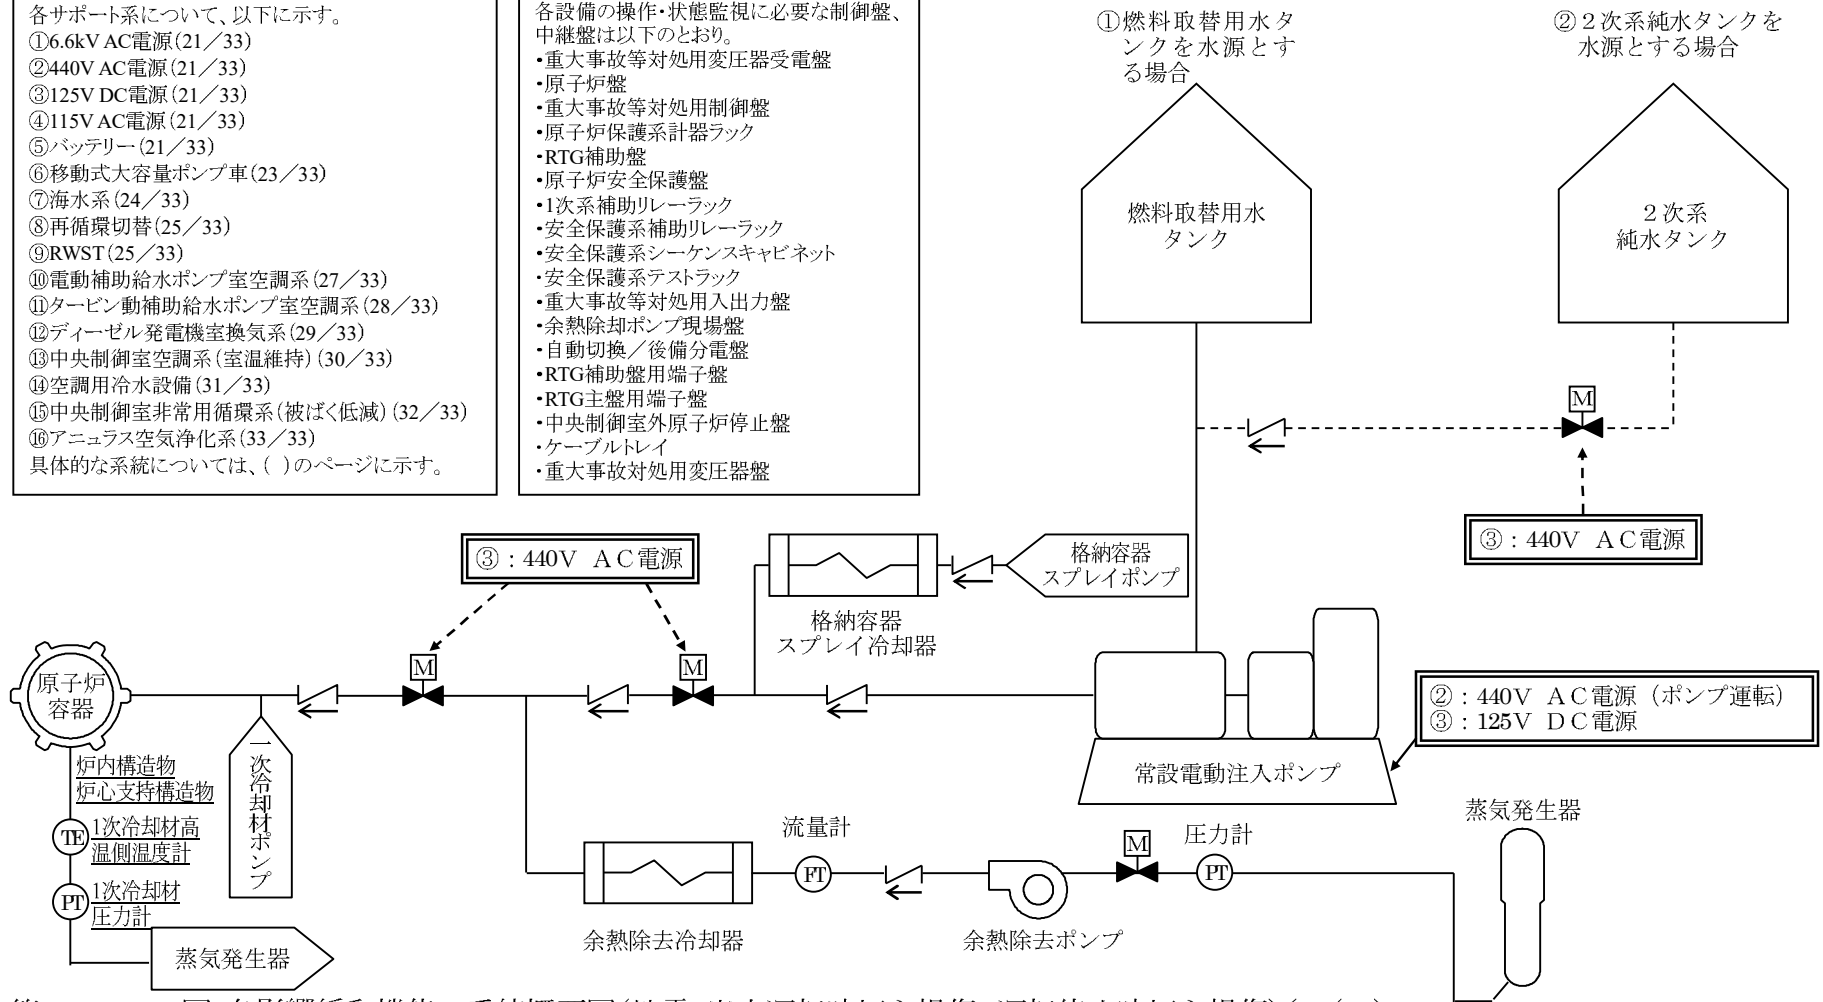 各サポート系について、以下に示す。
①6.6kV AC電源(21/33)
②440V AC電源(21/33)
③125V DC電源(21/33)
④115V AC電源(21/33)
⑤バッテリー(21/33)
⑥移動式大容量ポンプ車(23/33)
⑦海水系(24/33)
⑧再循環切替(25/33)
⑨RWST(25/33)
⑩電動補助給水ポンプ室空調系(27/33)
⑪タービン動補助給水ポンプ室空調系(28/33)
⑫ディーゼル発電機室換気系(29/33)
⑬中央制御室空調系(室温維持)(30/33)
⑭空調用冷水設備(31/33)
⑮中央制御室非常用循環系(被ばく低減)(32/33)
⑯アニュラス空気浄化系(33/33)
具体的な系統については、( )のページに示す。
各設備の操作・状態監視に必要な制御盤、
中継盤は以下のとおり。
・重大事故等対処用変圧器受電盤
・原子炉盤
・重大事故等対処用制御盤
・原子炉保護系計器ラック
・RTG補助盤
・原子炉安全保護盤
・1次系補助リレーラック
・安全保護系補助リレーラック
・安全保護系シーケンスキャビネット
・安全保護系テストラック
・重大事故等対処用入出力盤
・余熱除去ポンプ現場盤
・自動切換/後備分電盤
・RTG補助盤用端子盤
・RTG主盤用端子盤
・中央制御室外原子炉停止盤
・ケーブルトレイ
・重大事故対処用変圧器盤
①燃料取替用水タ
ンクを水源とす
る場合
②2次系純水タンクを
水源とする場合
燃料取替用水
タンク
2次系
純水タンク
M
③:440V AC電源
③:440V AC電源
格納容器
スプレイポンプ
格納容器
スプレイ冷却器
M
M
原子炉
容器
②:440V AC電源(ポンプ運転)
③:125V DC電源
常設電動注入ポンプ
一次冷却材ポンプ
炉内構造物
炉心支持構造物
TE
1次冷却材高
温側温度計
PT
1次冷却材
圧力計
蒸気発生器
流量計
FT
余熱除去冷却器
余熱除去ポンプ
M
圧力計
PT
蒸気発生器